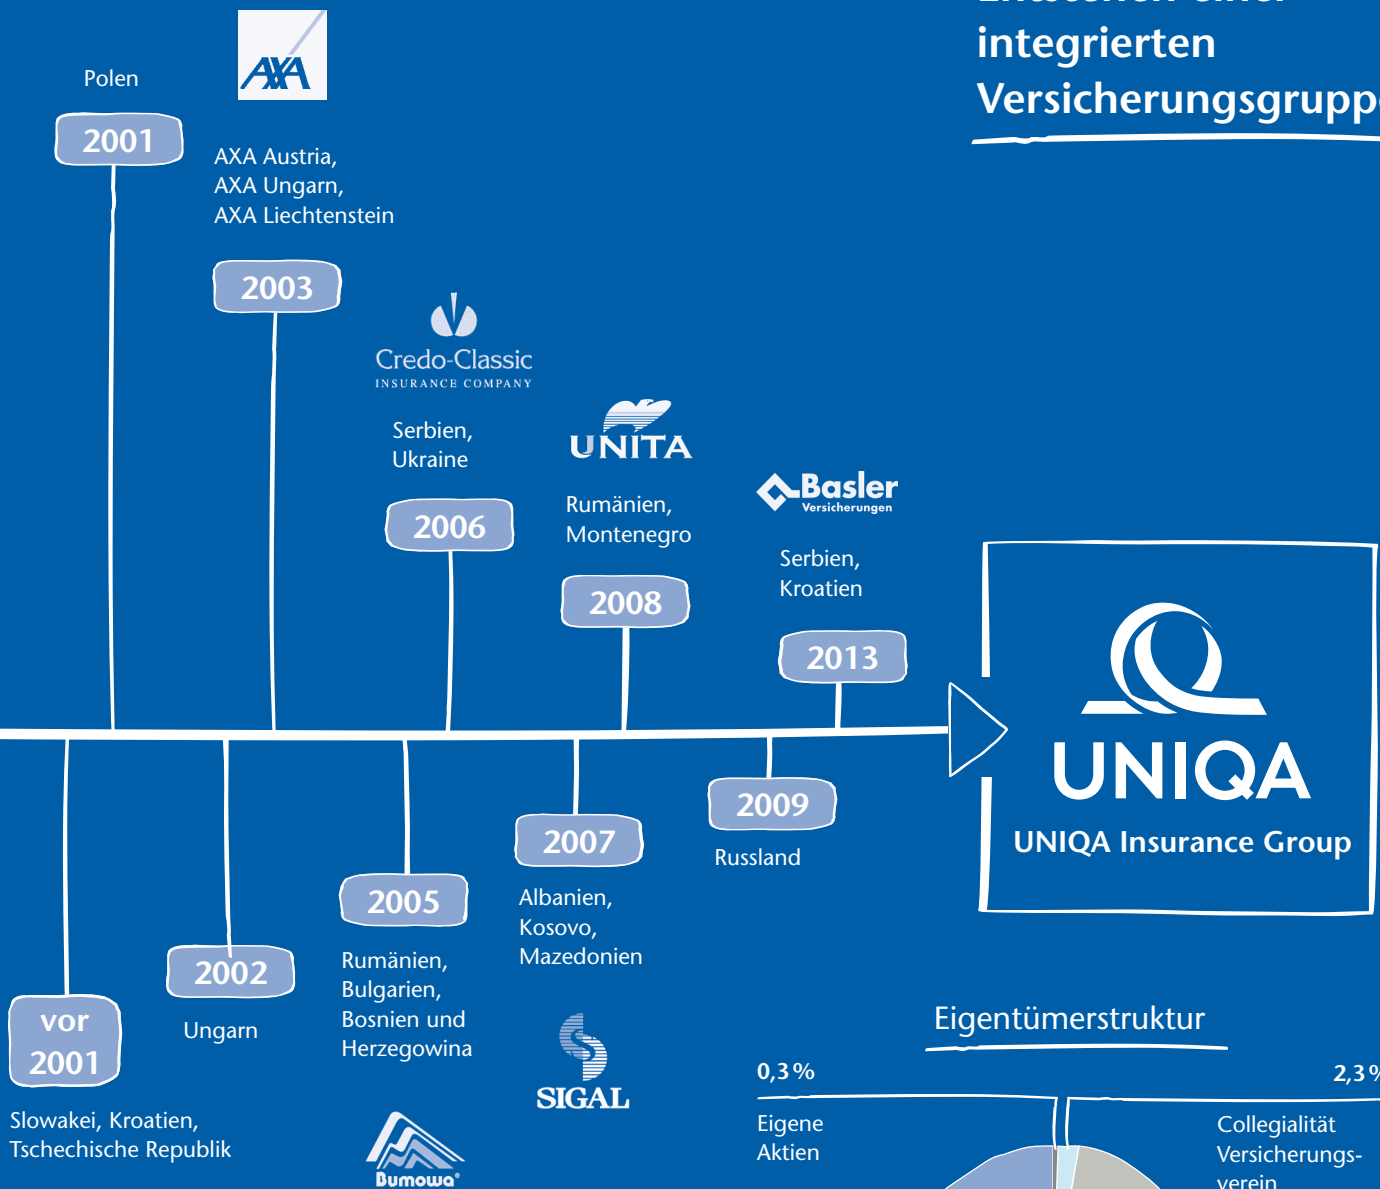 integrierten
Versicherungsgruppe
Polen
2001
AXA
AXA Austria,
AXA Ungarn,
AXA Liechtenstein
2003
Credo-Classic
INSURANCE COMPANY
Serbien,
Ukraine
2006
UNITA
Rumänien,
Montenegro
2008
Basler
Versicherungen
Serbien,
Kroatien
2013
vor
2001
Slowakei, Kroatien,
Tschechische Republik
2002
Ungarn
2005
Rumänien,
Bulgarien,
Bosnien und
Herzegowina
Bumowa
2007
Albanien,
Kosovo,
Mazedonien
SIGAL
2009
Russland
UNIQA
UNIQA Insurance Group
Eigentümerstruktur
0,3 %
Eigene
Aktien
2,3 %
Collegialität
Versicherungs-
verein